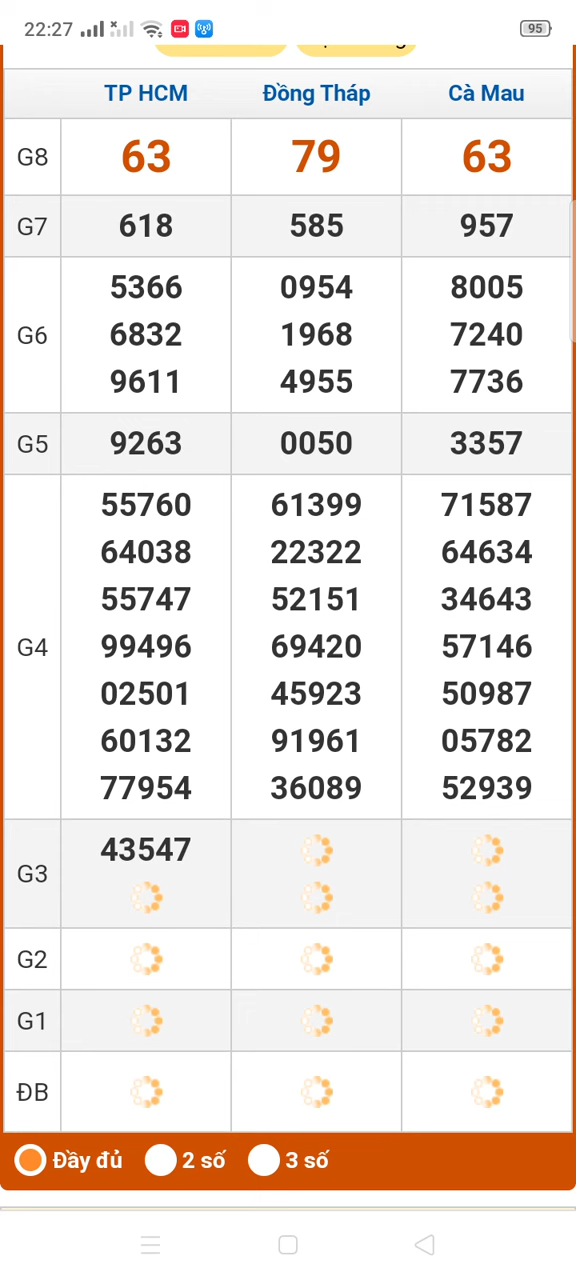 22:27
95
TP HCM Đồng Tháp Cà Mau
G8 63 79 63
G7 618 585 957
5366 0954 8005
G6 6832 1968 7240
9611 4955 7736
G5 9263 0050 3357
55760 61399 71587
64038 22322 64634
55747 52151 34643
G4 99496 69420 57146
02501 45923 50987
60132 91961 05782
77954 36089 52939
43547
G3
G2
G1
ĐB
Đầy đủ 2 số 3 số